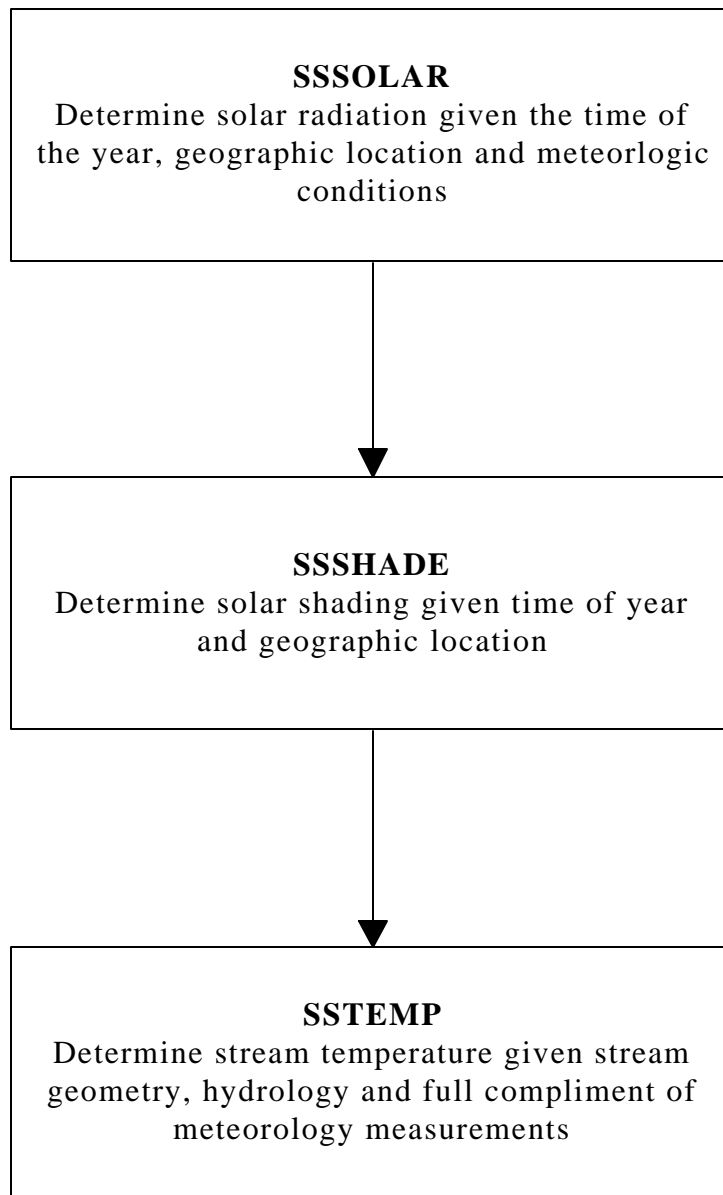 SSSOLAR
Determine solar radiation given the time of
the year, geographic location and meteorlogic
conditions
SSSHADE
Determine solar shading given time of year
and geographic location
SSTEMP
Determine stream temperature given stream
geometry, hydrology and full compliment of
meteorology measurements